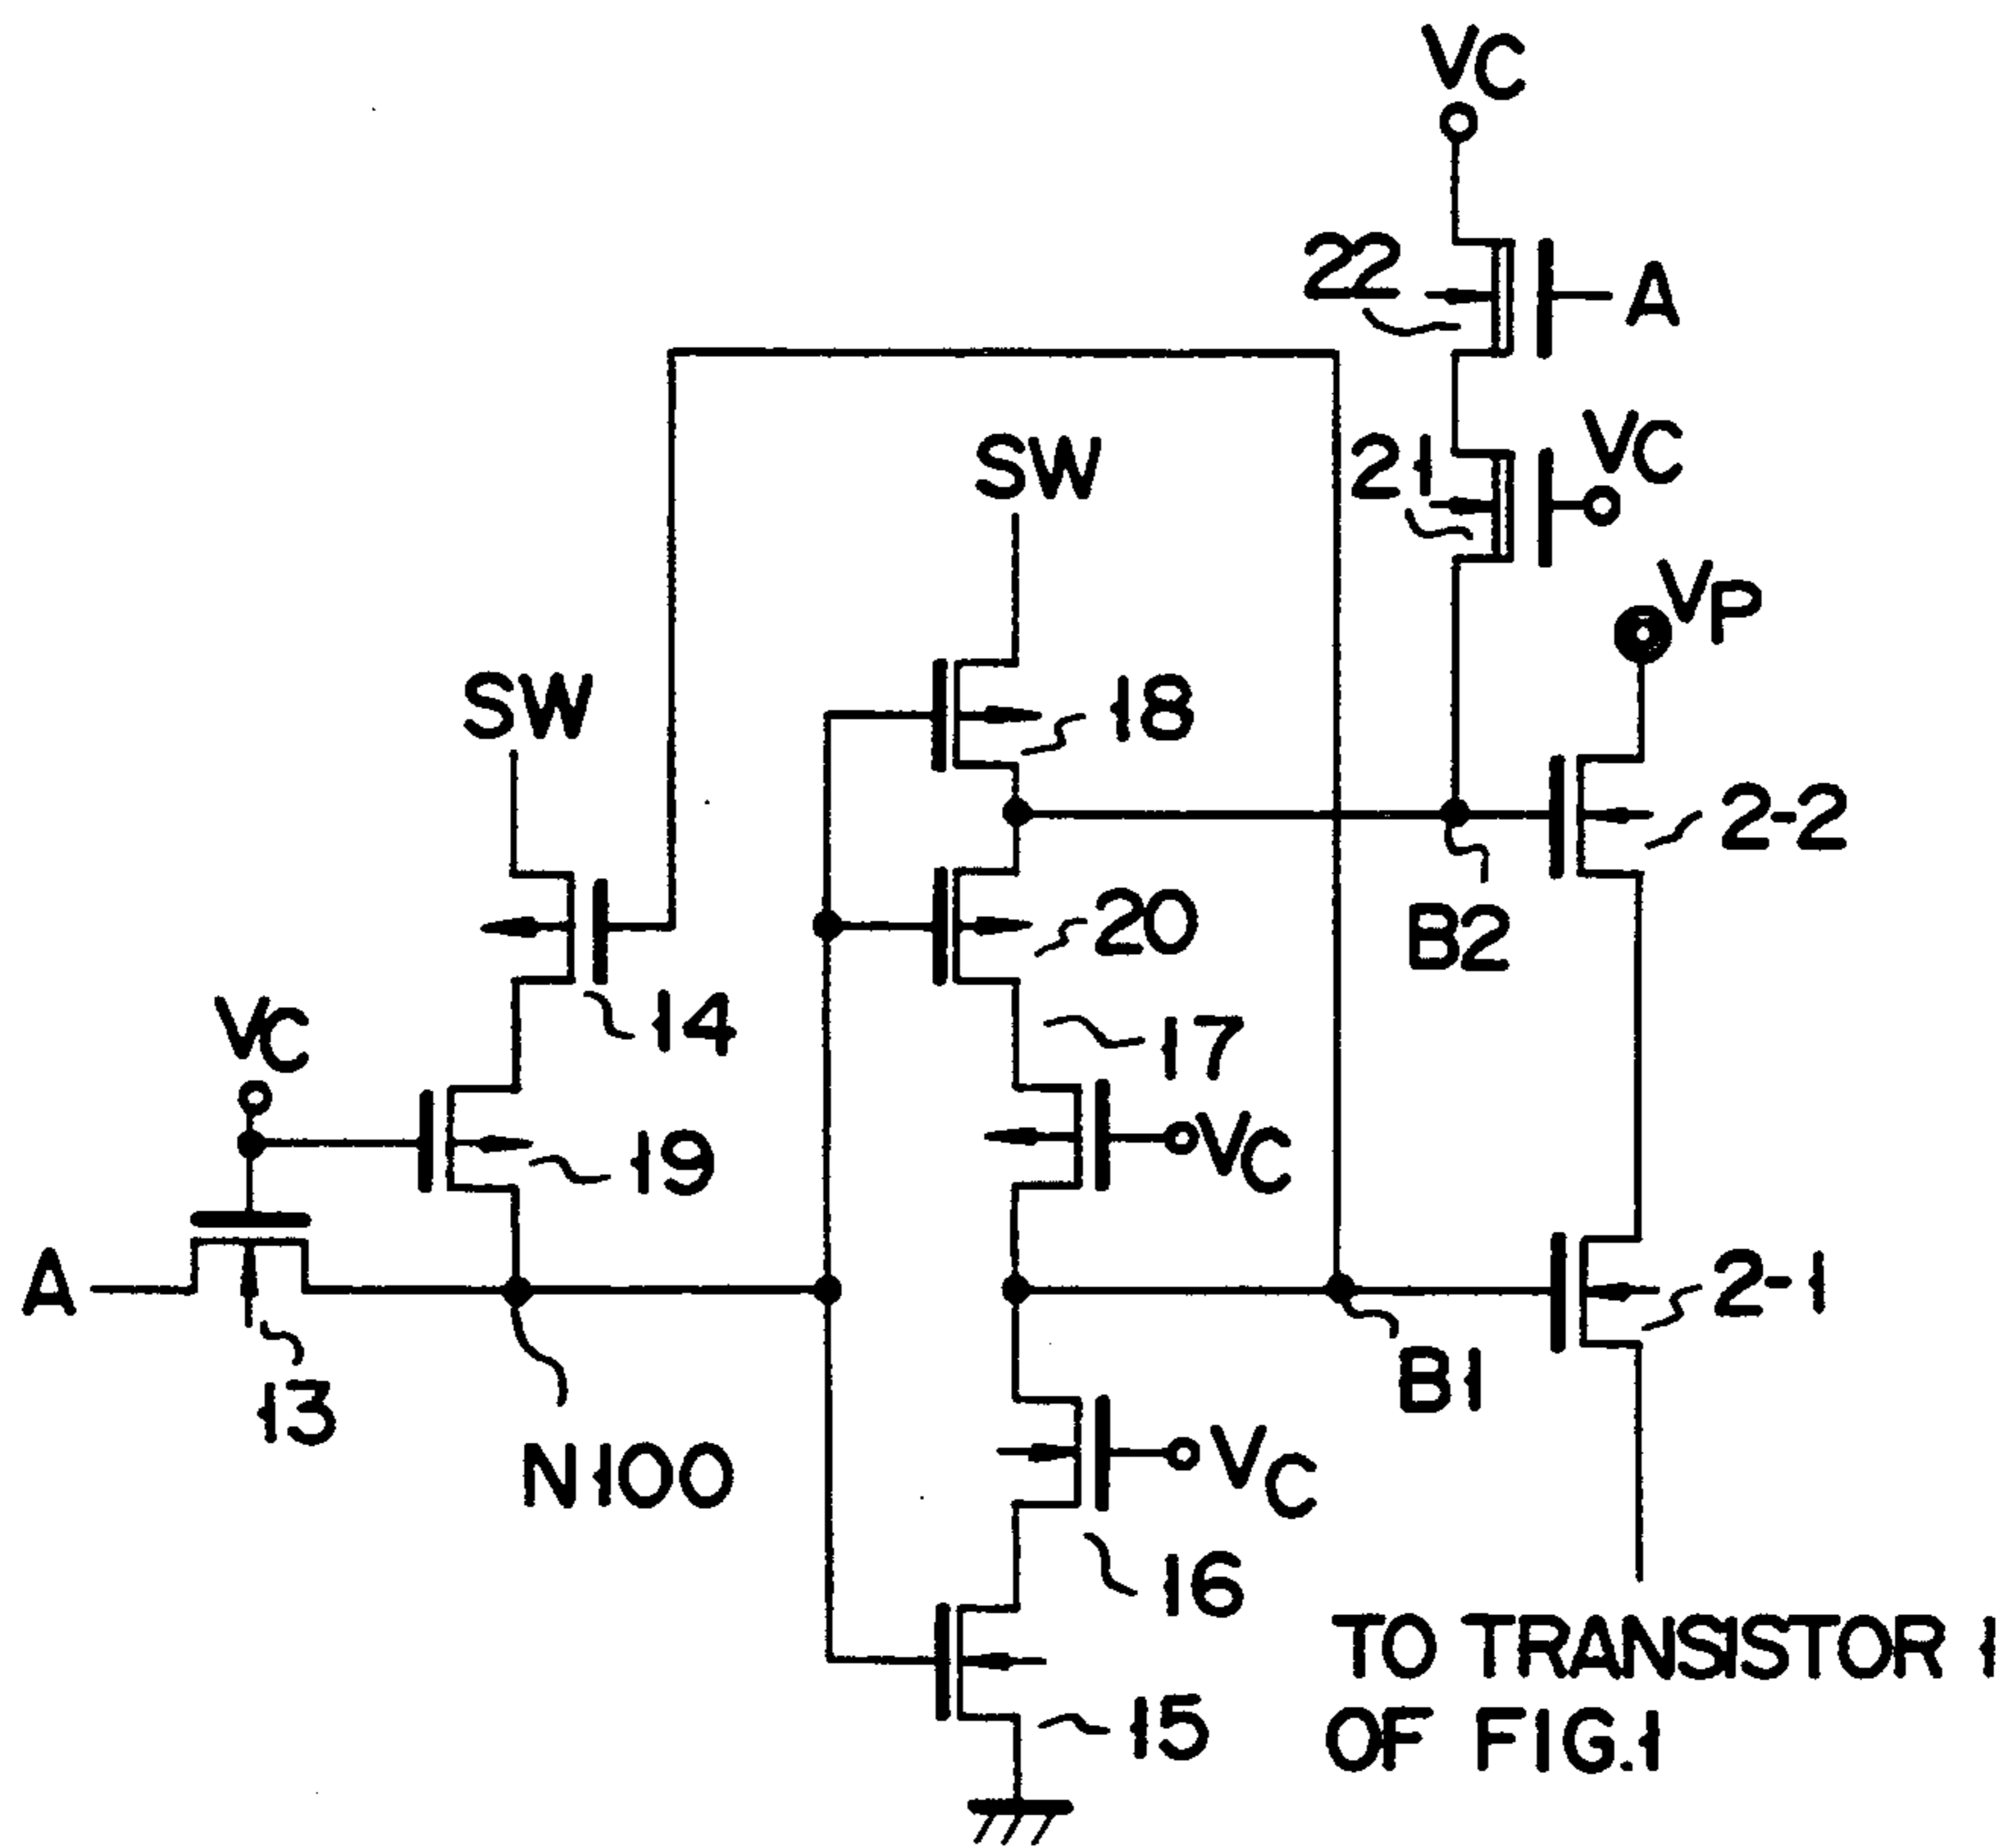 VC
22
A
VC
21
SW
VP
SW
18
2-2
20
B2
VC
14
17
VC
19
A
2-1
13
B1
N100
VC
16
15
TO TRANSISTOR 1
OF FIG.1